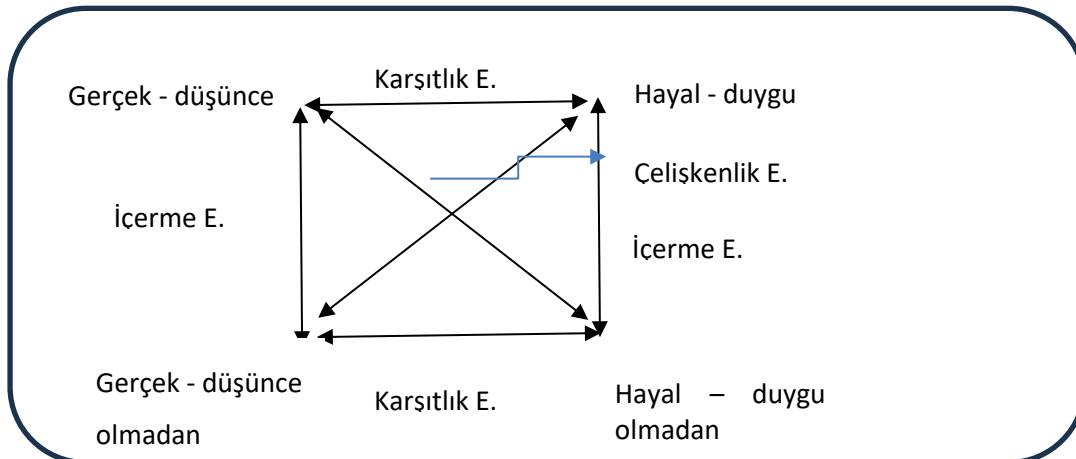 Gerçek - düşünce
Karşıtlık E.
Hayal - duygu
Çelişkenlik E.
İçerme E.
İçerme E.
Gerçek - düşünce
olmadan
Karşıtlık E.
Hayal – duygu
olmadan